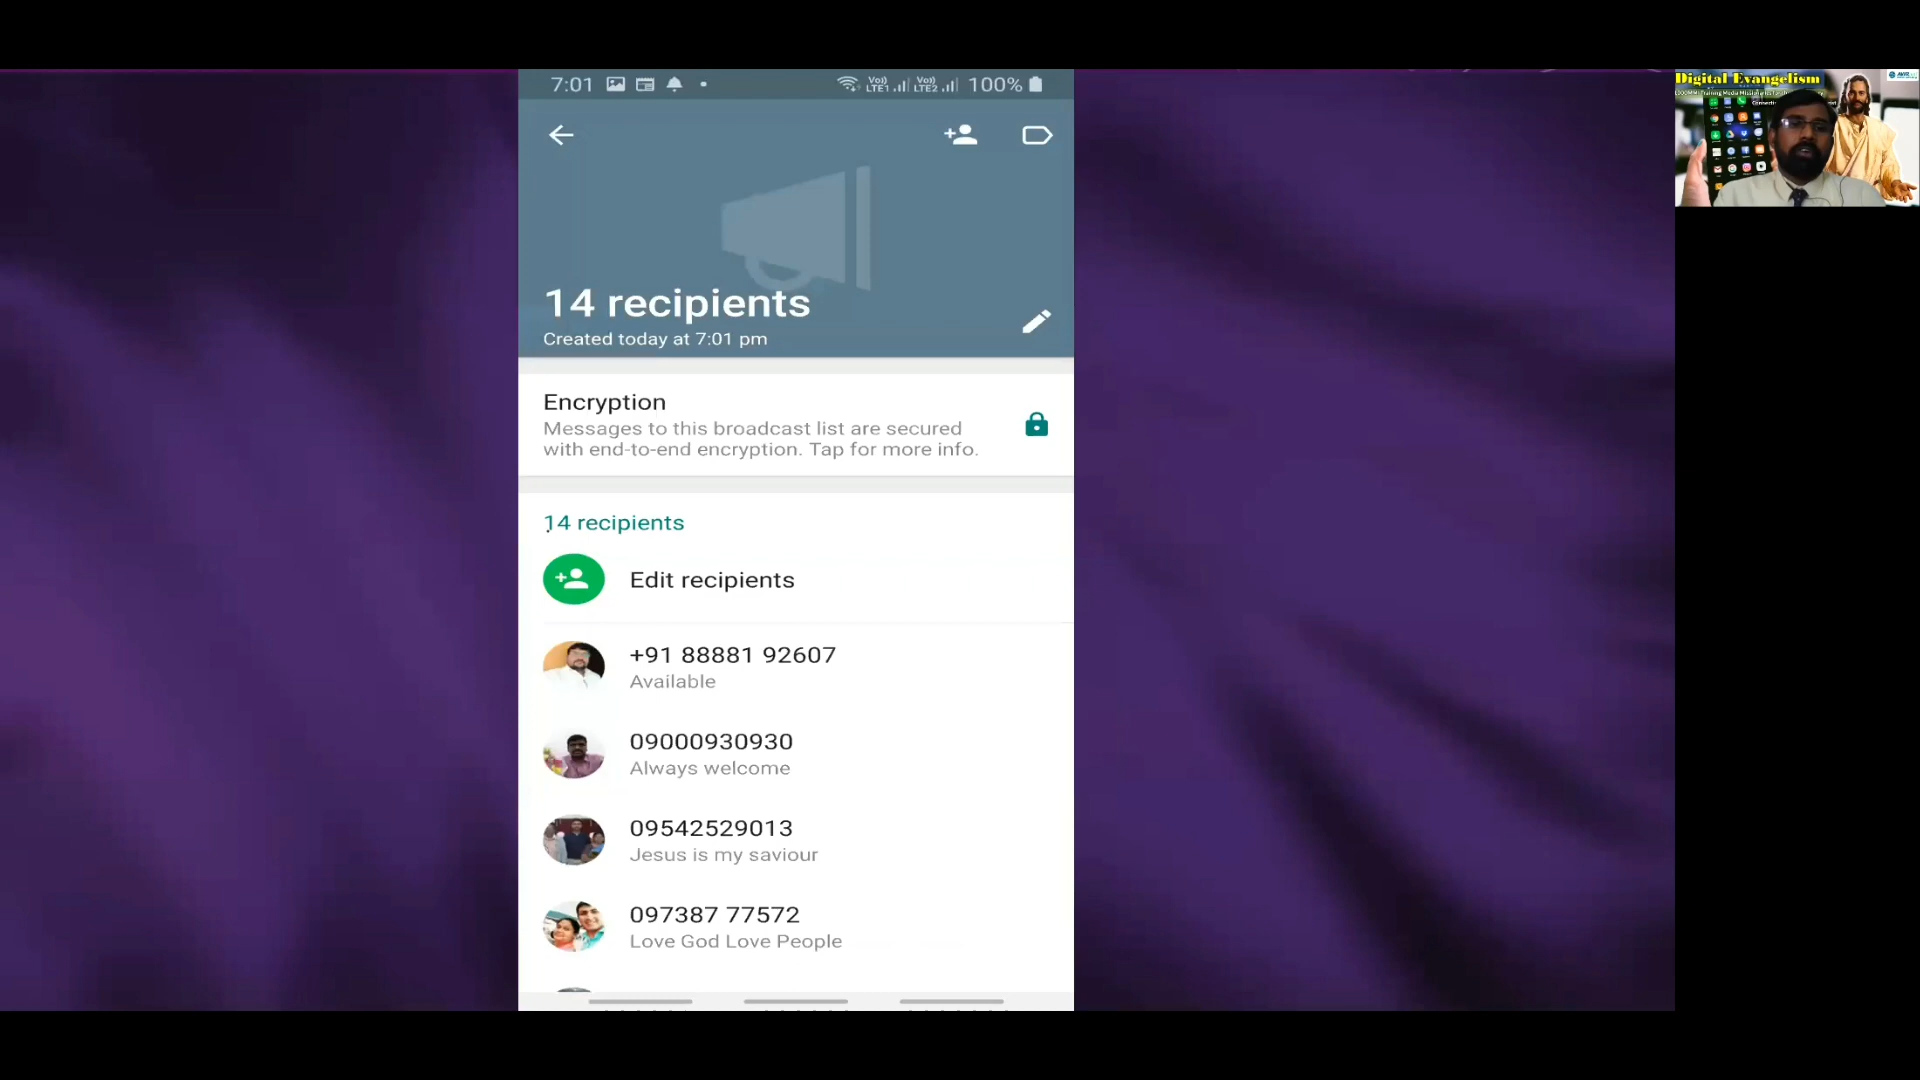 7:01 100%
14 recipients
Created today at 7:01 pm
Encryption
Messages to this broadcast list are secured
with end-to-end encryption. Tap for more info.
14 recipients
Edit recipients
+91 88881 92607
Available
09000930930
Always welcome
09542529013
Jesus is my saviour
097387 77572
Love God Love People
Digital Evangelism